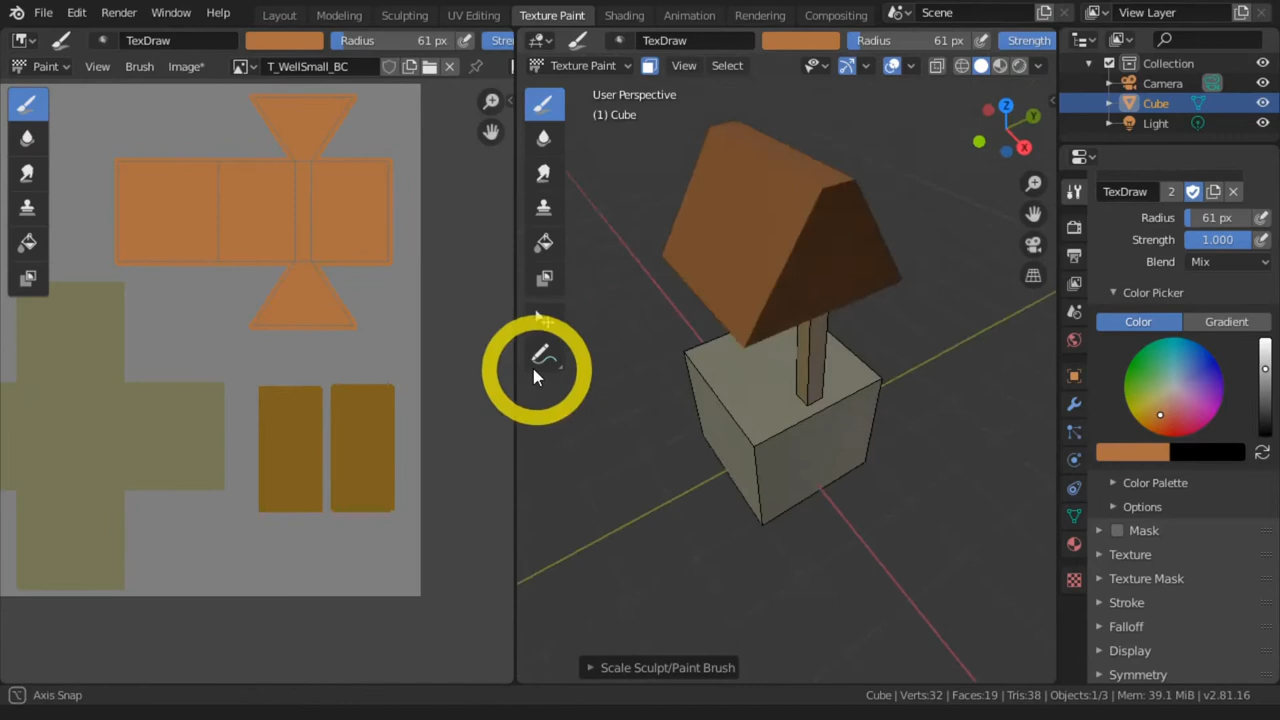 File Edit Render Window Help Layout Modeling Sculpting UV Editing Texture Paint Shading Animation Rendering Compositing Scene View Layer
TexDraw Radius 61 px TexDraw Radius 61 px Strength
Paint View Brush Image* T_WellSmall_BC Texture Paint View Select
Collection
Camera
Cube
Light
User Perspective
(1) Cube
Z
Y
X
TexDraw 2
Radius 61 px
Strength 1.000
Blend Mix
Color Picker
Color Gradient
Color Palette
Options
Mask
Texture
Texture Mask
Stroke
Falloff
Display
Symmetry
Scale Sculpt/Paint Brush
Axis Snap Cube | Verts:32 | Faces:19 | Tris:38 | Objects:1/3 | Mem: 39.1 MiB | v2.81.16